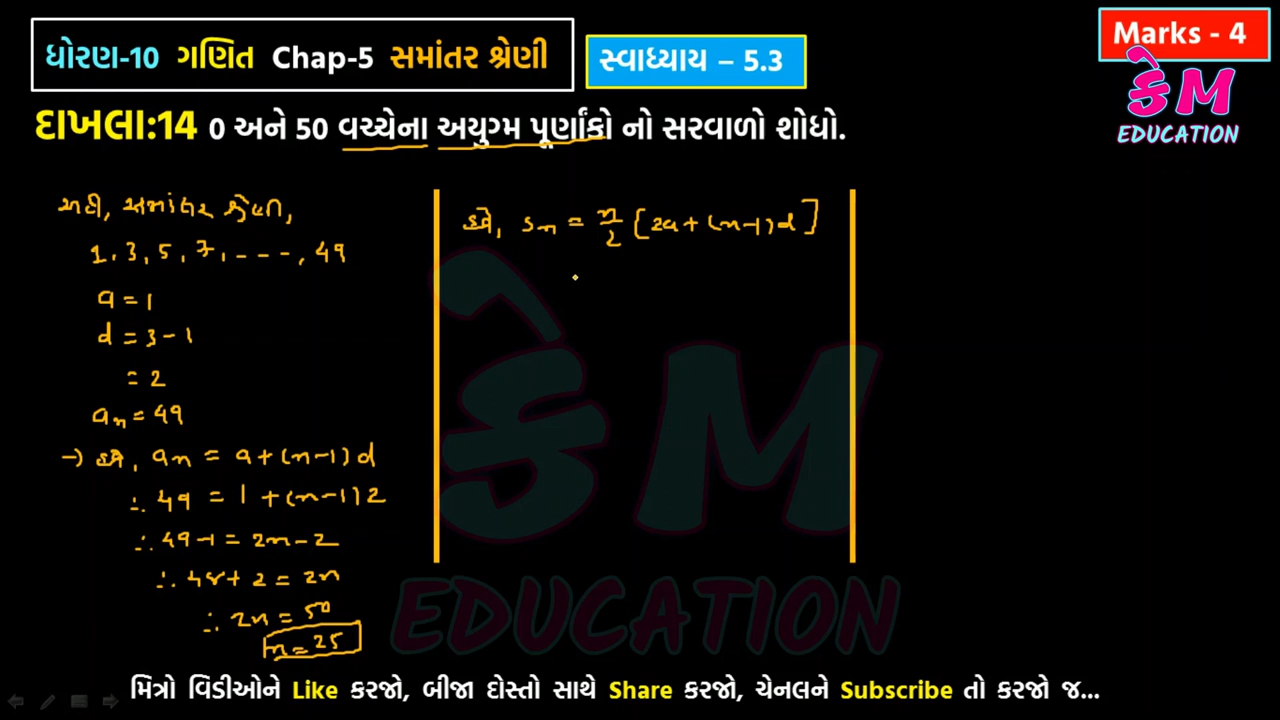 ધોરણ-10 ગણિત Chap-5 સમાંતર શ્રેણી
સ્વાધ્યાય – 5.3
Marks - 4
કેM
EDUCATION
દાખલા:14 0 અને 50 વચ્ચેના અયુગ્મ પૂર્ણાંકો નો સરવાળો શોધો.
અહી, સમાંતર શ્રેણી,
1, 3, 5, 7, - - - , 49
a = 1
d = 3 - 1
= 2
an = 49
→ હવે, an = a + (n-1) d
∴ 49 = 1 + (n-1) 2
∴ 49 - 1 = 2n - 2
∴ 48 + 2 = 2n
∴ 2n = 50
n = 25
હવે, Sn = n/2 [2a + (n-1)d]
કેM
EDUCATION
મિત્રો વિડીઓને Like કરજો, બીજા દોસ્તો સાથે Share કરજો, ચેનલને Subscribe તો કરજો જ...